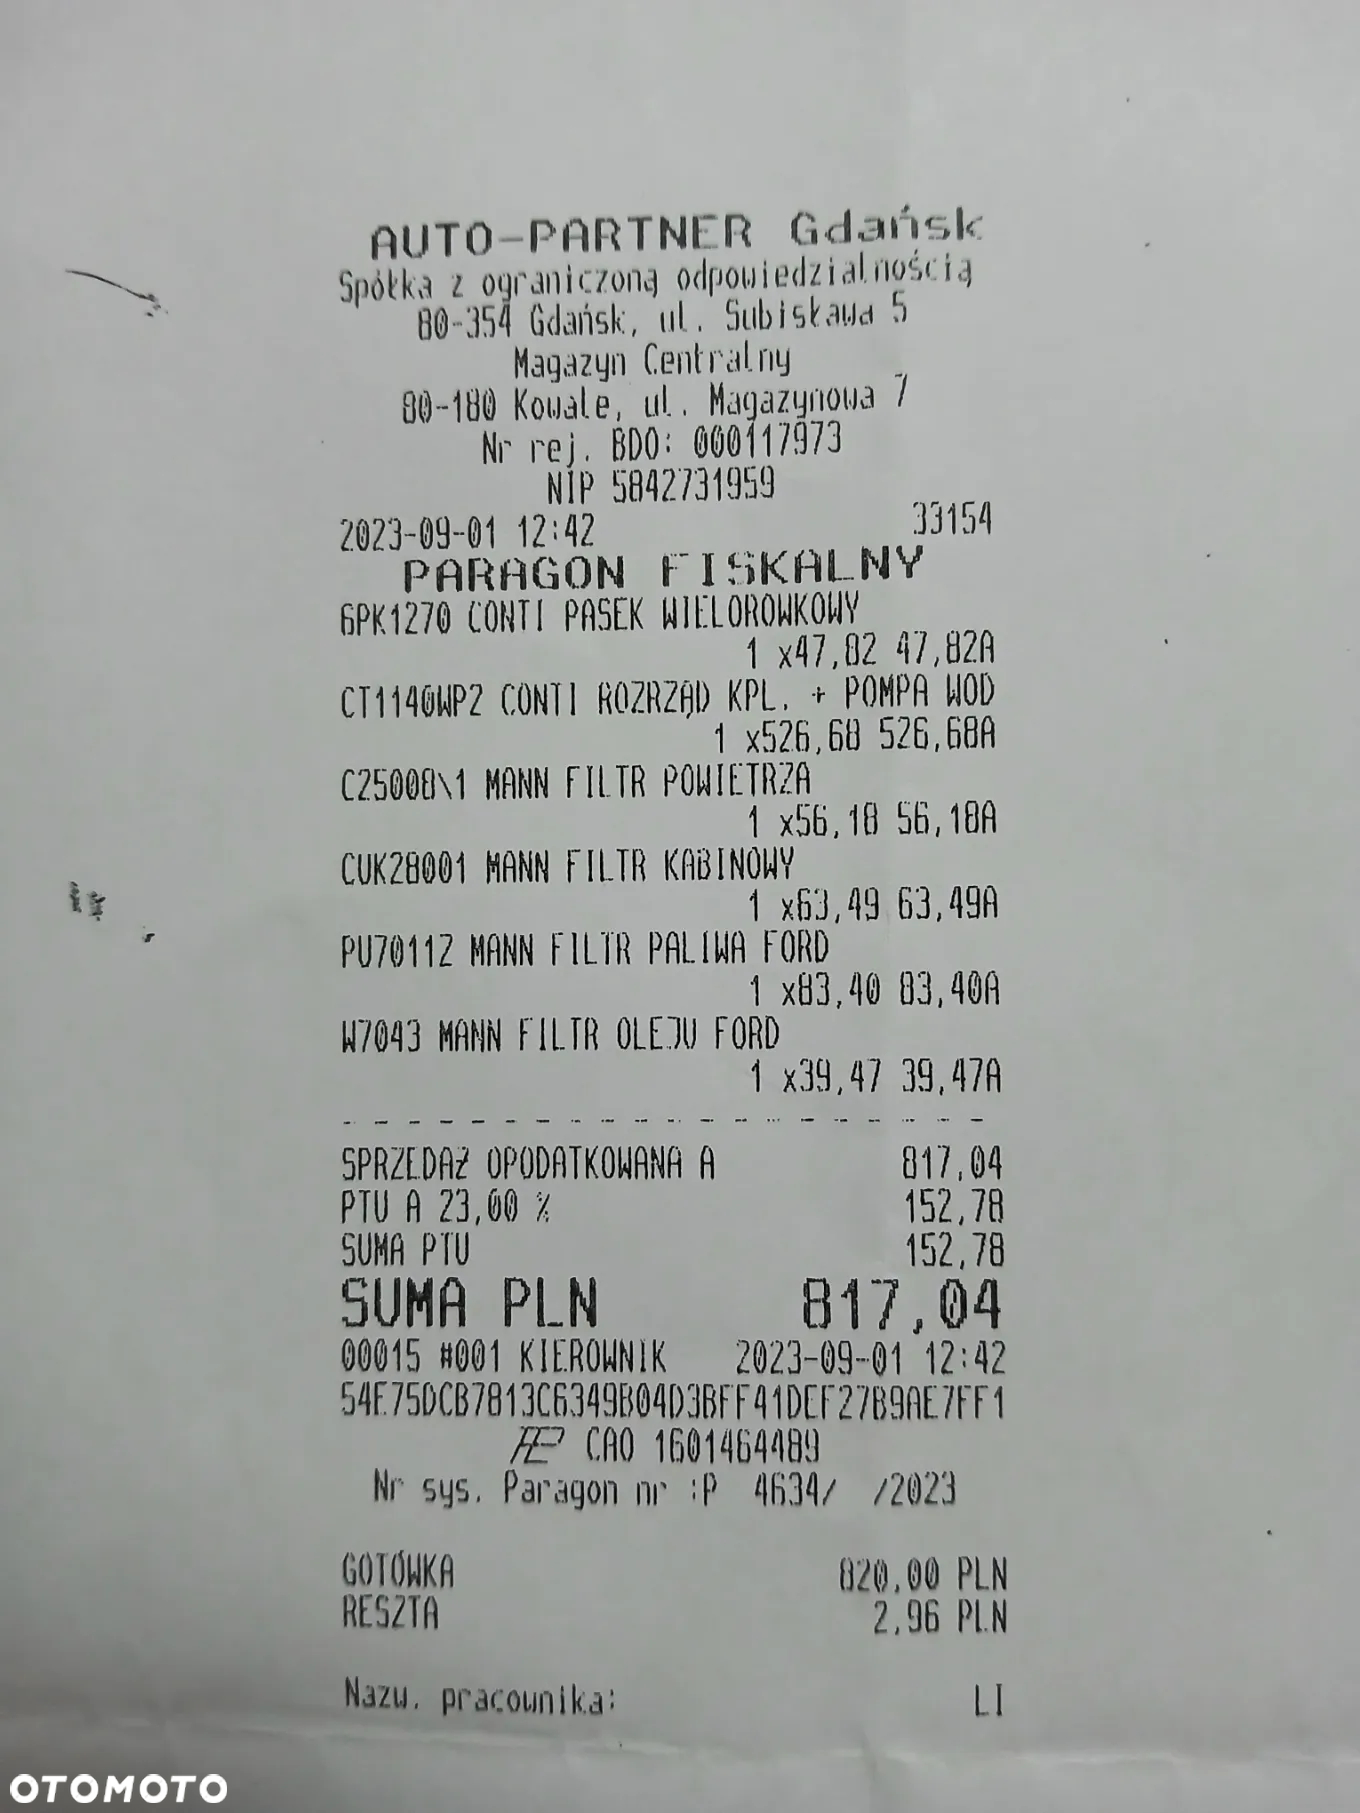 AUTO-PARTNER Gdańsk
Spółka z ograniczoną odpowiedzialnością
80-354 Gdańsk, ul. Subisława 5
Magazyn Centralny
80-180 Kowale, ul. Magazynowa 7
Nr rej. BDO: 000117973
NIP 5842731959
2023-09-01 12:42 33154
PARAGON FISKALNY
6PK1270 CONTI PASEK WIELOROWKOWY
1 x47,82 47,82A
CT1140WP2 CONTI ROZRZĄD KPL. + POMPA WOD
1 x526,68 526,68A
C25008\1 MANN FILTR POWIETRZA
1 x56,18 56,18A
CUK28001 MANN FILTR KABINOWY
1 x63,49 63,49A
PU7011Z MANN FILTR PALIWA FORD
1 x83,40 83,40A
W7043 MANN FILTR OLEJU FORD
1 x39,47 39,47A
SPRZEDAŻ OPODATKOWANA A 817,04
PTU A 23,00 % 152,78
SUMA PTU 152,78
SUMA PLN 817,04
00015 #001 KIEROWNIK 2023-09-01 12:42
54E75DCB7813C6349B04D3BFF41DEF27B9AE7FF1
CAO 1601464489
Nr sys. Paragon nr :P 4634/ /2023
GOTÓWKA 820,00 PLN
RESZTA 2,96 PLN
Nazw. pracownika: LI
OTOMOTO